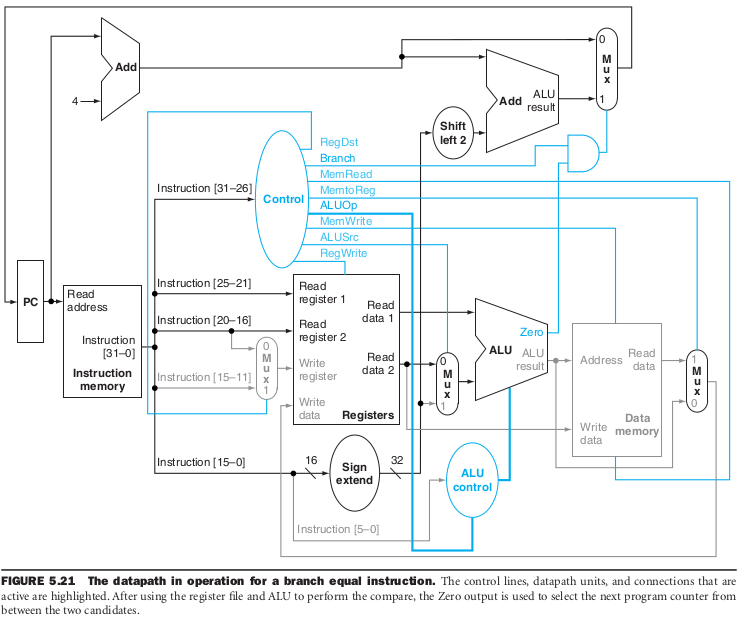 0
M
u
x
1
Add
Add
ALU
result
4
Shift
left 2
RegDst
Branch
MemRead
MemtoReg
ALUOp
MemWrite
ALUSrc
RegWrite
Control
Instruction [31–26]
Instruction [25–21]
Instruction [20–16]
Instruction [15–11]
Instruction [15–0]
PC
Read
address
Instruction
[31–0]
Instruction
memory
0
M
u
x
1
Read
register 1
Read
register 2
Write
register
Write
data
Read
data 1
Read
data 2
Registers
0
M
u
x
1
Zero
ALU
ALU
result
Address
Read
data
Write
data
Data
memory
1
M
u
x
0
16
Sign
extend
32
ALU
control
Instruction [5–0]
FIGURE 5.21 The datapath in operation for a branch equal instruction. The control lines, datapath units, and connections that are
active are highlighted. After using the register file and ALU to perform the compare, the Zero output is used to select the next program counter from
between the two candidates.